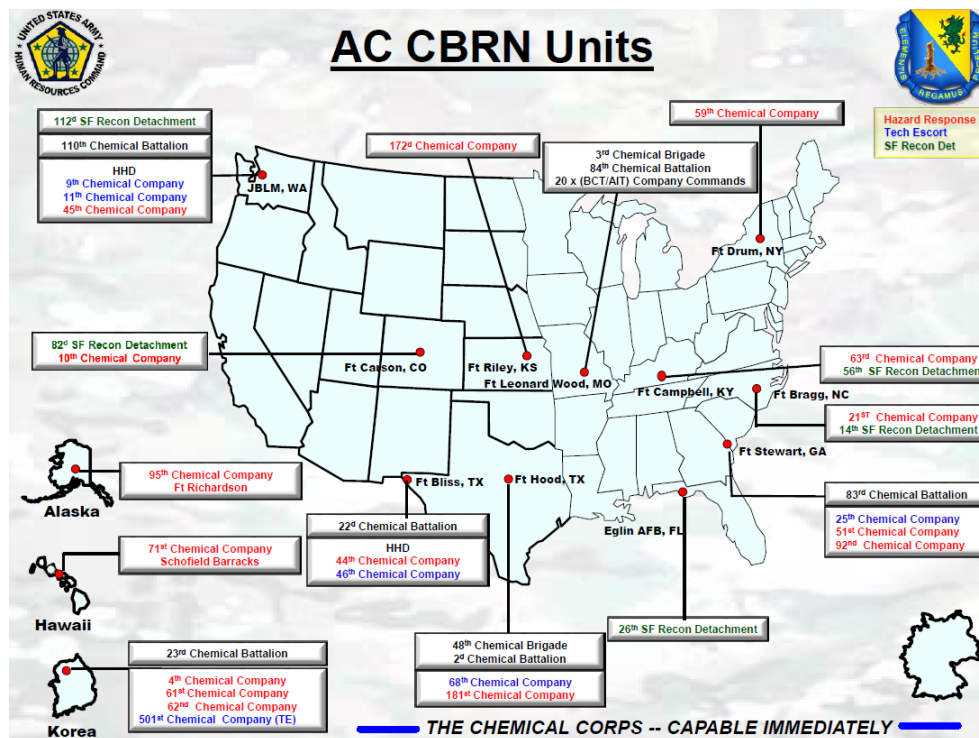 UNITED STATES ARMY
HUMAN RESOURCES COMMAND
AC CBRN Units
ELEMENTIS
REGAMUS
Hazard Response
Tech Escort
SF Recon Det
112d SF Recon Detachment
110th Chemical Battalion
HHD
9th Chemical Company
11th Chemical Company
45th Chemical Company
JBLM, WA
172d Chemical Company
3rd Chemical Brigade
84th Chemical Battalion
20 x (BCT/AIT) Company Commands
59th Chemical Company
Ft Drum, NY
82d SF Recon Detachment
10th Chemical Company
Ft Carson, CO
Ft Riley, KS
Ft Leonard Wood, MO
Ft Campbell, KY
63rd Chemical Company
56th SF Recon Detachment
Ft Bragg, NC
21ST Chemical Company
14th SF Recon Detachment
Ft Stewart, GA
83rd Chemical Battalion
25th Chemical Company
51st Chemical Company
92nd Chemical Company
95th Chemical Company
Ft Richardson
Alaska
Ft Bliss, TX
22d Chemical Battalion
HHD
44th Chemical Company
46th Chemical Company
Ft Hood, TX
Eglin AFB, FL
71st Chemical Company
Schofield Barracks
Hawaii
26th SF Recon Detachment
48th Chemical Brigade
2d Chemical Battalion
68th Chemical Company
181st Chemical Company
23rd Chemical Battalion
4th Chemical Company
61st Chemical Company
62nd Chemical Company
501st Chemical Company (TE)
Korea
THE CHEMICAL CORPS -- CAPABLE IMMEDIATELY